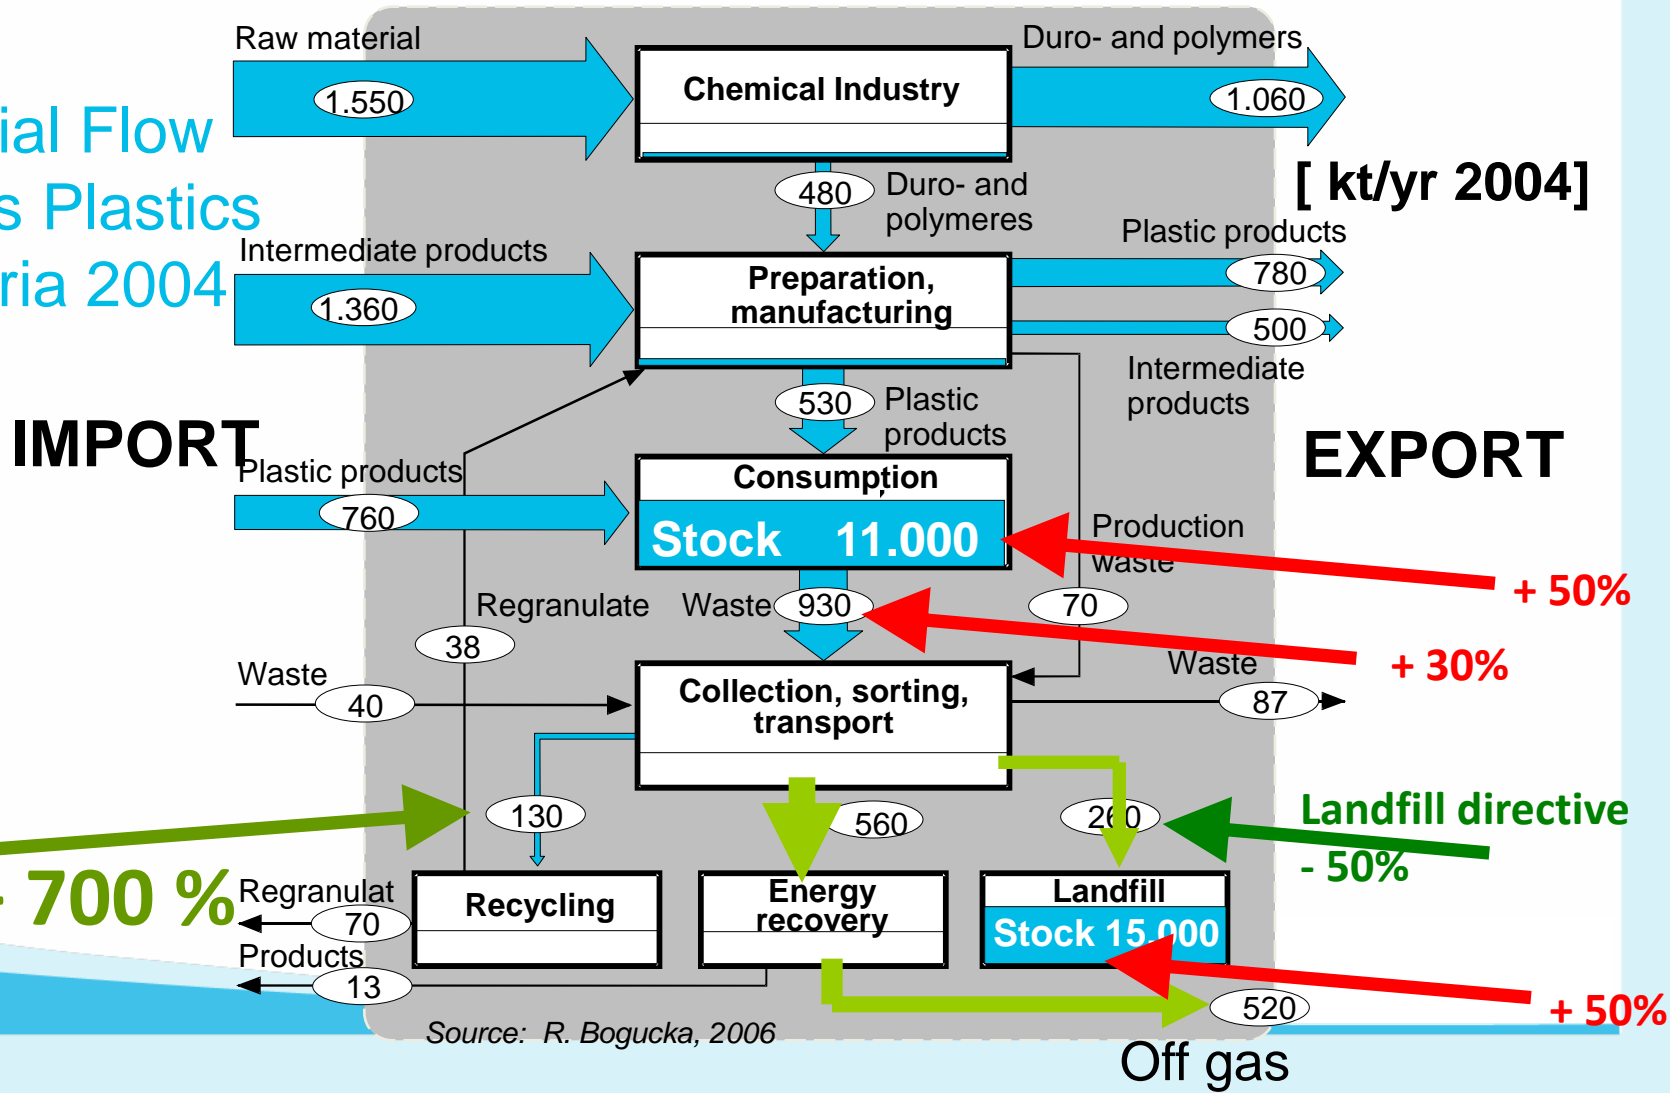 Raw material
1.550
Chemical Industry
Duro- and polymers
1.060
ial Flow
s Plastics
ria 2004
[ kt/yr 2004]
480
Duro- and
polymeres
Intermediate products
1.360
Preparation,
manufacturing
Plastic products
780
500
Intermediate
products
530
Plastic
products
IMPORT
EXPORT
Plastic products
760
Consumption
Stock 11.000
Production
waste
+ 50%
Regranulate
Waste
930
70
38
+ 30%
Waste
40
Collection, sorting,
transport
Waste
87
130
560
260
Landfill directive
- 50%
700 %
Regranulat
70
Recycling
Energy
recovery
Landfill
Stock 15.000
Products
13
520
+ 50%
Source: R. Bogucka, 2006
Off gas